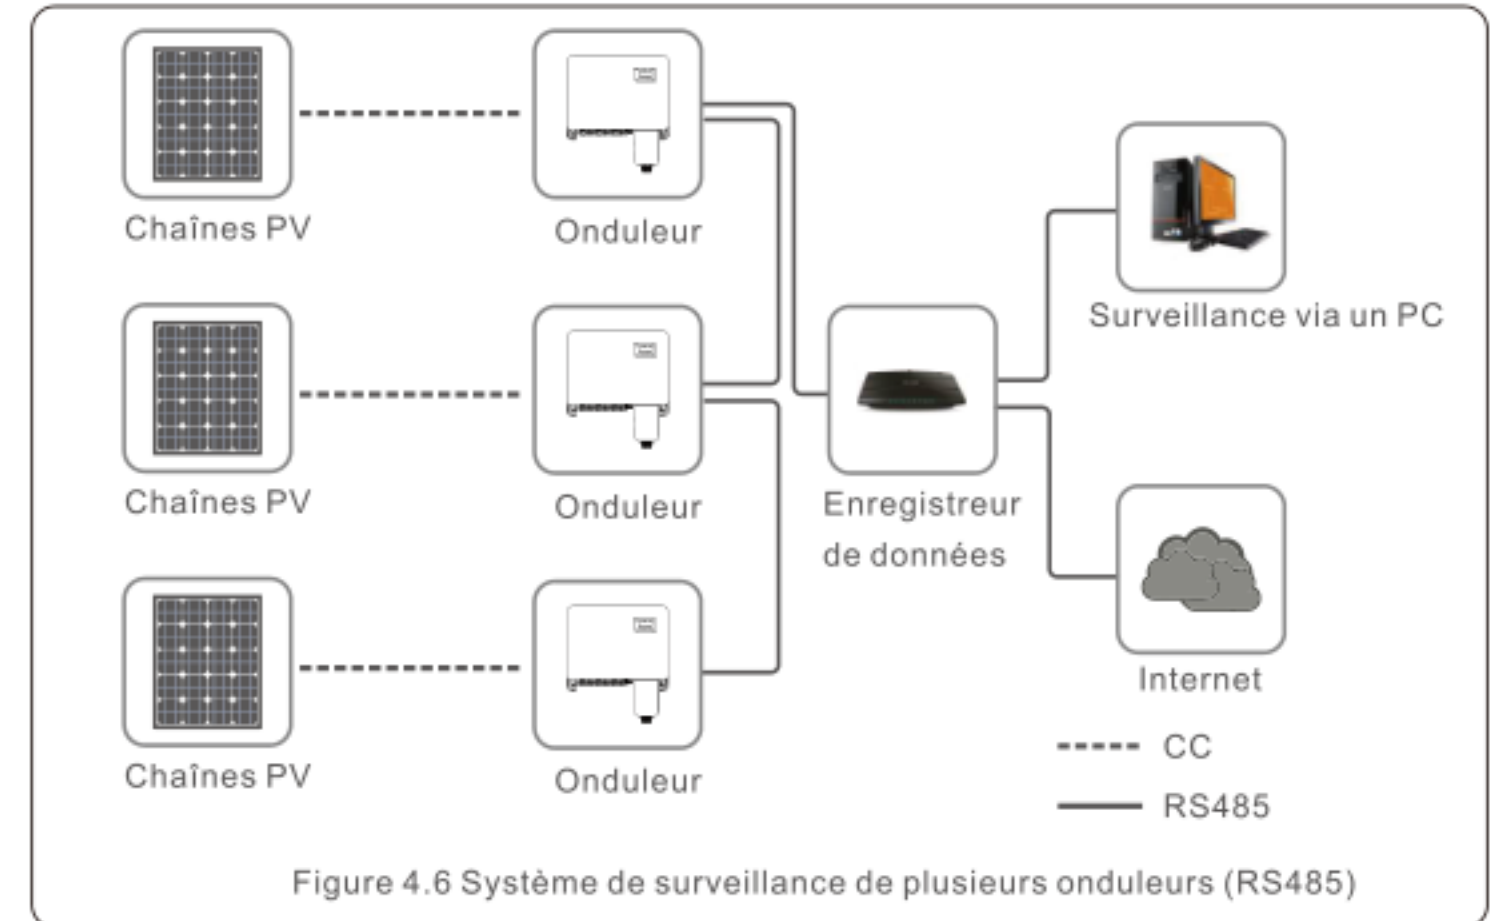 Chaînes PV
Onduleur
Surveillance via un PC
Chaînes PV
Onduleur
Enregistreur
de données
Internet
Chaînes PV
Onduleur
CC
RS485
Figure 4.6 Système de surveillance de plusieurs onduleurs (RS485)